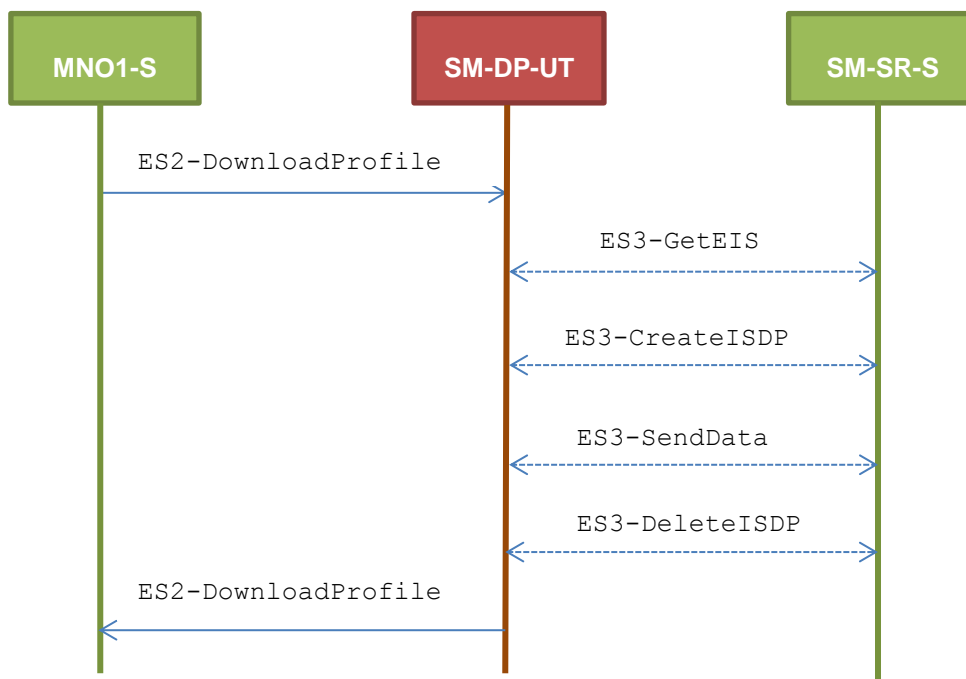 MNO1-S
SM-DP-UT
SM-SR-S
ES2-DownloadProfile
ES3-GetEIS
ES3-CreateISDP
ES3-SendData
ES3-DeleteISDP
ES2-DownloadProfile